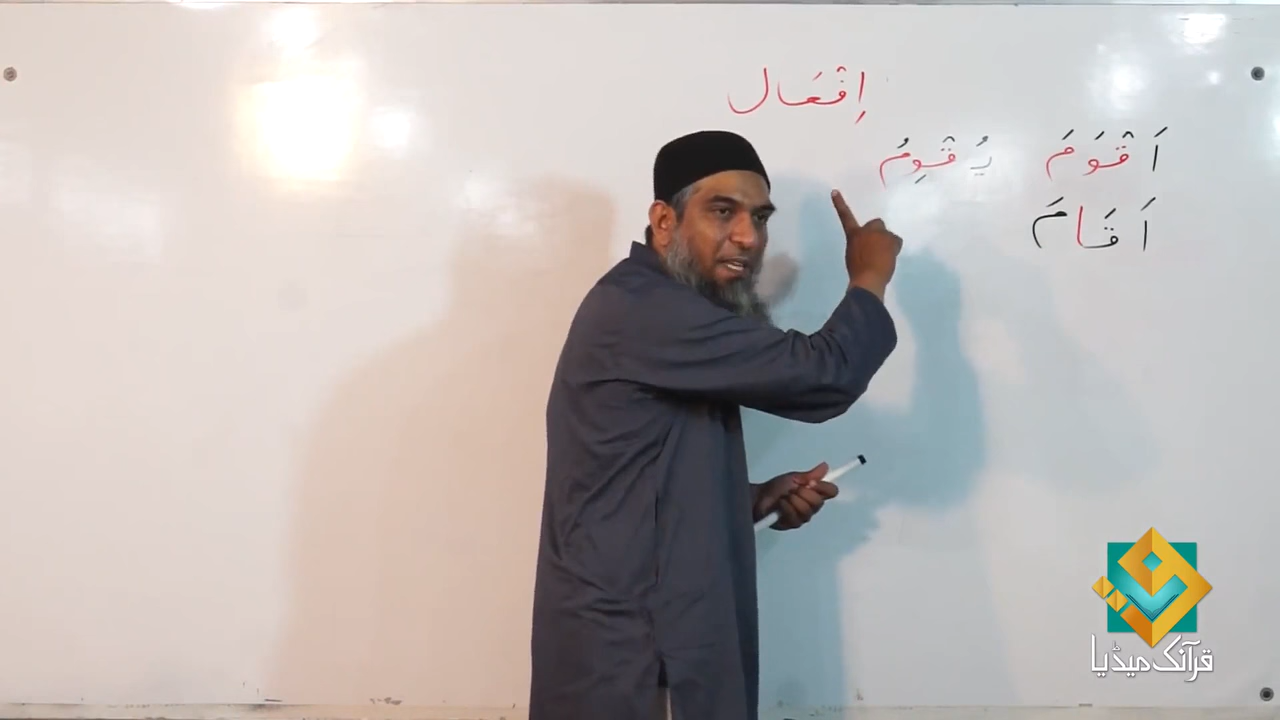 اِفْعَال
اَقْوَمَ يُقْوِمُ
اَقَامَ
قرآنک میڈیا